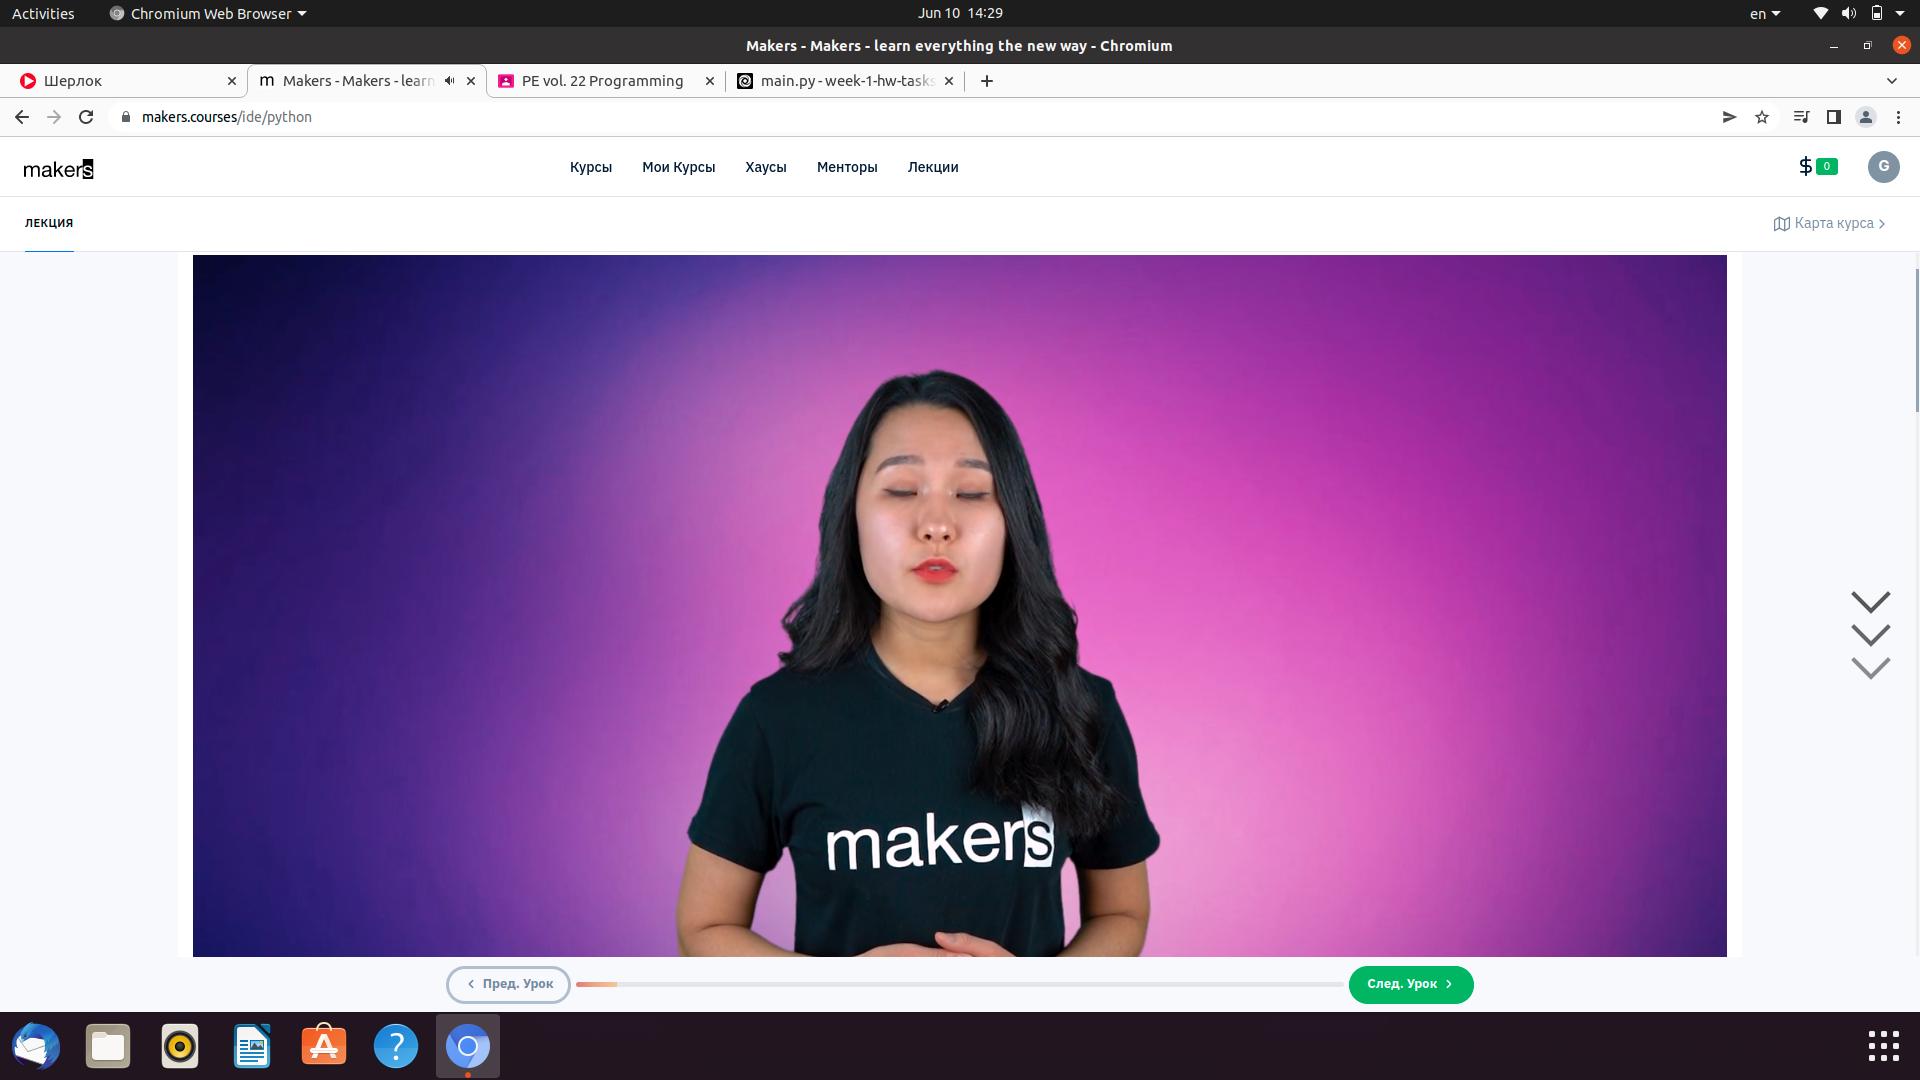 Activities
Chromium Web Browser
Jun 10 14:29
en
Makers - Makers - learn everything the new way - Chromium
Шерлок
Makers - Makers - learn
PE vol. 22 Programming
main.py - week-1-hw-tasks
makers.courses/ide/python
makers
Курсы
Мои Курсы
Хаусы
Менторы
Лекции
$ 0
G
ЛЕКЦИЯ
Карта курса
makers
Пред. Урок
След. Урок